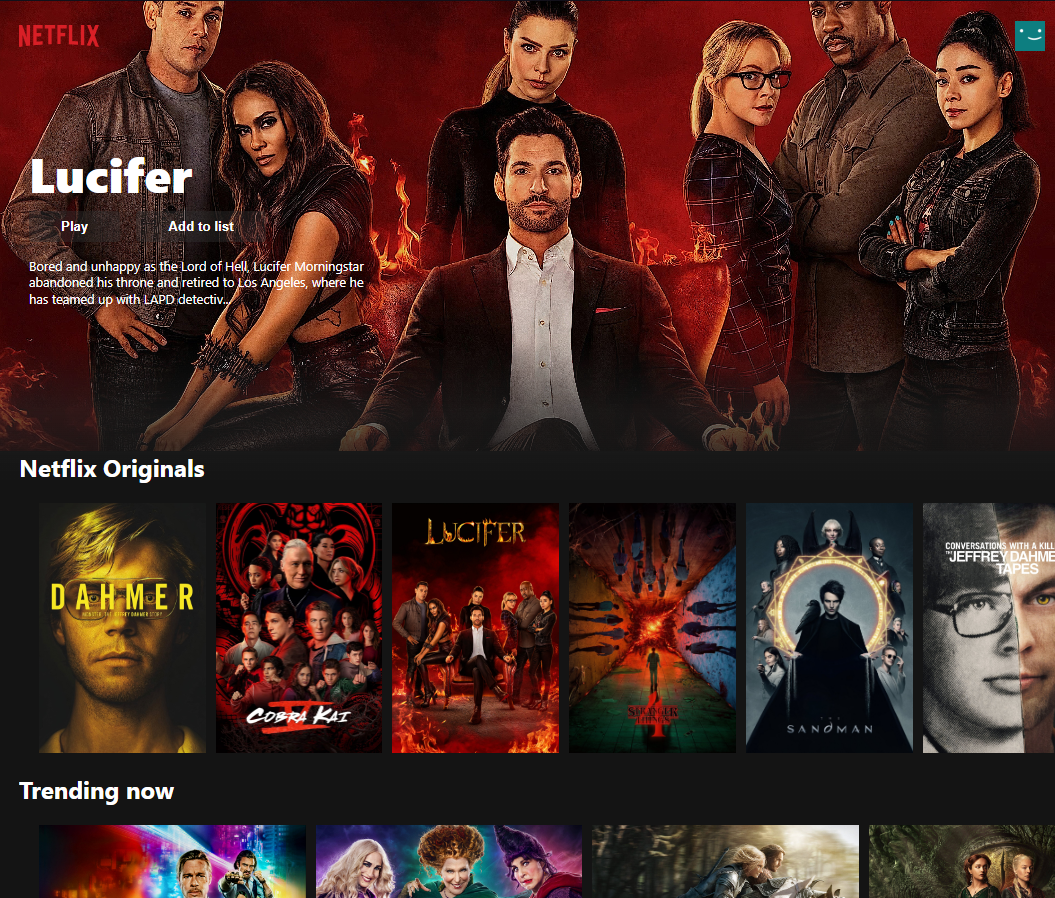 NETFLIX
Lucifer
Play
Add to list
Bored and unhappy as the Lord of Hell, Lucifer Morningstar
abandoned his throne and retired to Los Angeles, where he
has teamed up with LAPD detectiv...
Netflix Originals
DAHMER
MONSTER: THE JEFFREY DAHMER STORY
COBRA KAI
V
LUCIFER
STRANGER
THINGS
4
THE
SANDMAN
CONVERSATIONS WITH A KILL
THE JEFFREY DAHME
TAPES
Trending now